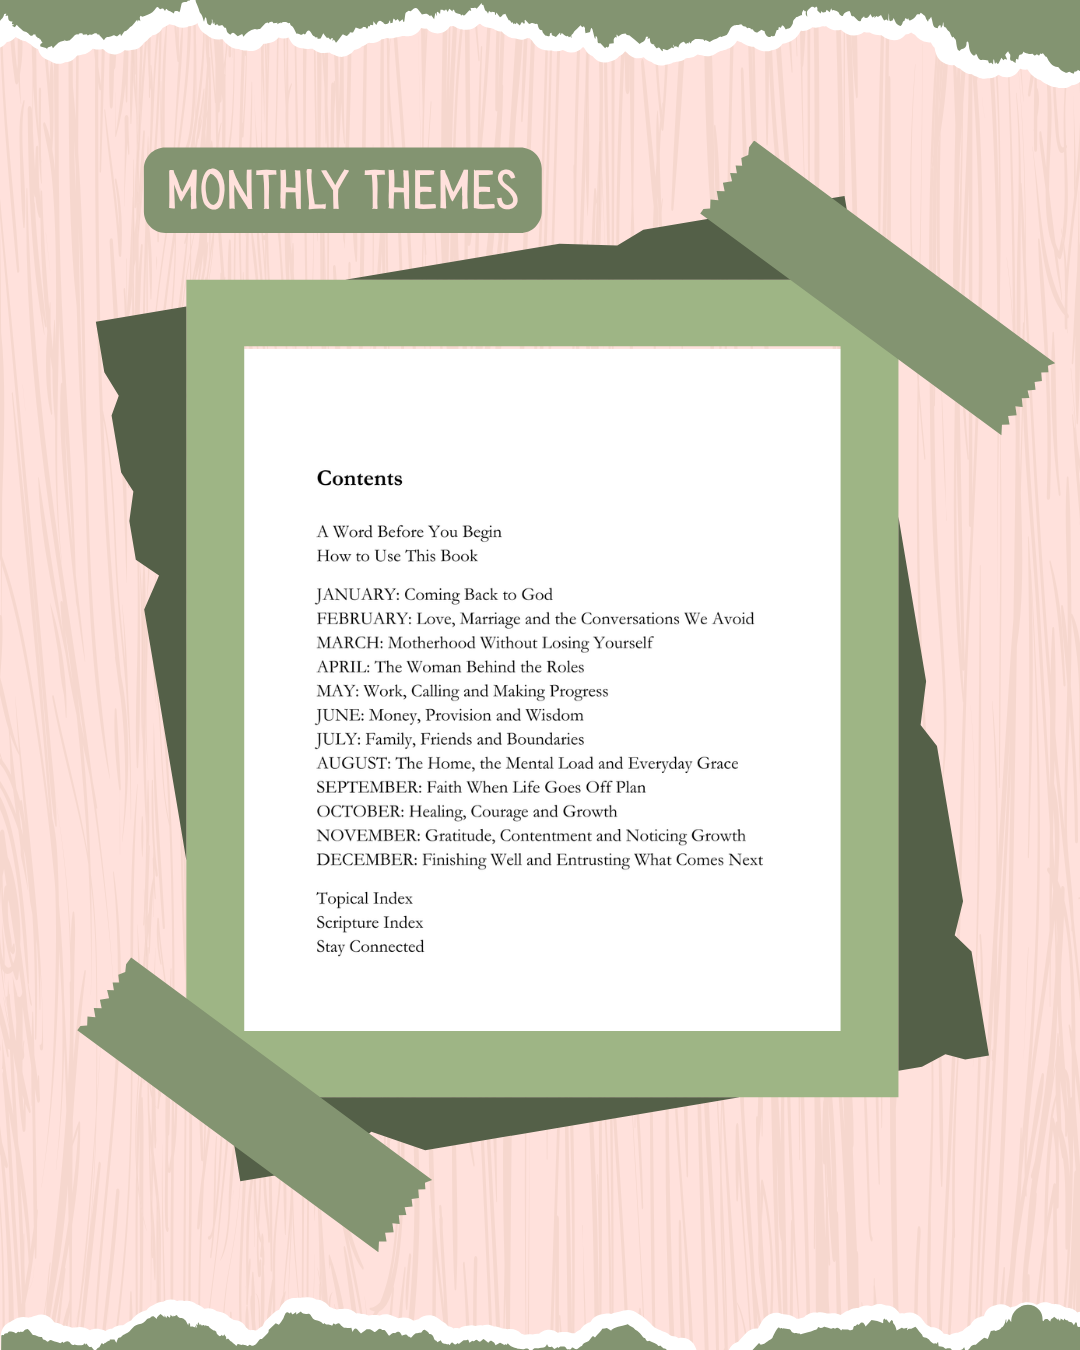 MONTHLY THEMES
Contents
A Word Before You Begin
How to Use This Book
JANUARY: Coming Back to God
FEBRUARY: Love, Marriage and the Conversations We Avoid
MARCH: Motherhood Without Losing Yourself
APRIL: The Woman Behind the Roles
MAY: Work, Calling and Making Progress
JUNE: Money, Provision and Wisdom
JULY: Family, Friends and Boundaries
AUGUST: The Home, the Mental Load and Everyday Grace
SEPTEMBER: Faith When Life Goes Off Plan
OCTOBER: Healing, Courage and Growth
NOVEMBER: Gratitude, Contentment and Noticing Growth
DECEMBER: Finishing Well and Entrusting What Comes Next
Topical Index
Scripture Index
Stay Connected